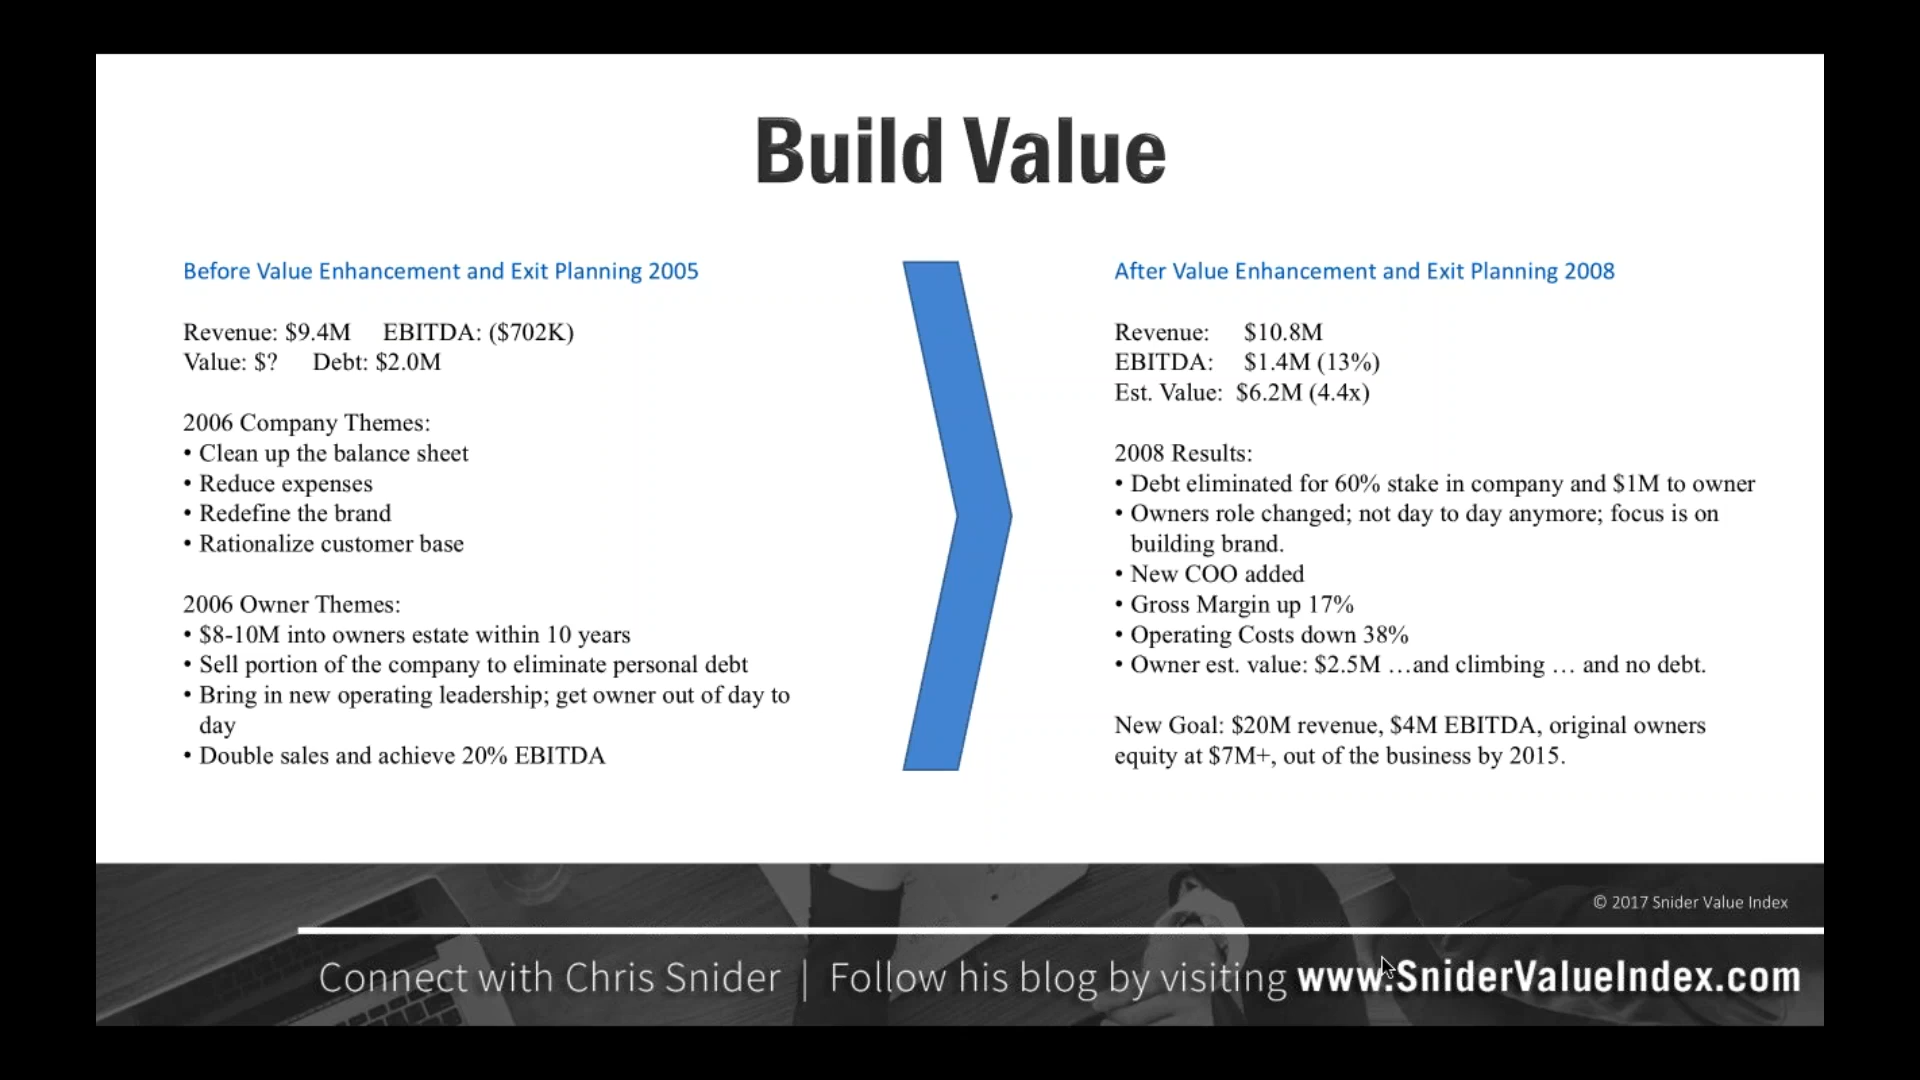 Build Value
Before Value Enhancement and Exit Planning 2005
Revenue: $9.4M EBITDA: ($702K)
Value: $? Debt: $2.0M
2006 Company Themes:
• Clean up the balance sheet
• Reduce expenses
• Redefine the brand
• Rationalize customer base
2006 Owner Themes:
• $8-10M into owners estate within 10 years
• Sell portion of the company to eliminate personal debt
• Bring in new operating leadership; get owner out of day to
day
• Double sales and achieve 20% EBITDA
After Value Enhancement and Exit Planning 2008
Revenue: $10.8M
EBITDA: $1.4M (13%)
Est. Value: $6.2M (4.4x)
2008 Results:
• Debt eliminated for 60% stake in company and $1M to owner
• Owners role changed; not day to day anymore; focus is on
building brand.
• New COO added
• Gross Margin up 17%
• Operating Costs down 38%
• Owner est. value: $2.5M …and climbing … and no debt.
New Goal: $20M revenue, $4M EBITDA, original owners
equity at $7M+, out of the business by 2015.
© 2017 Snider Value Index
Connect with Chris Snider | Follow his blog by visiting www.SniderValueIndex.com